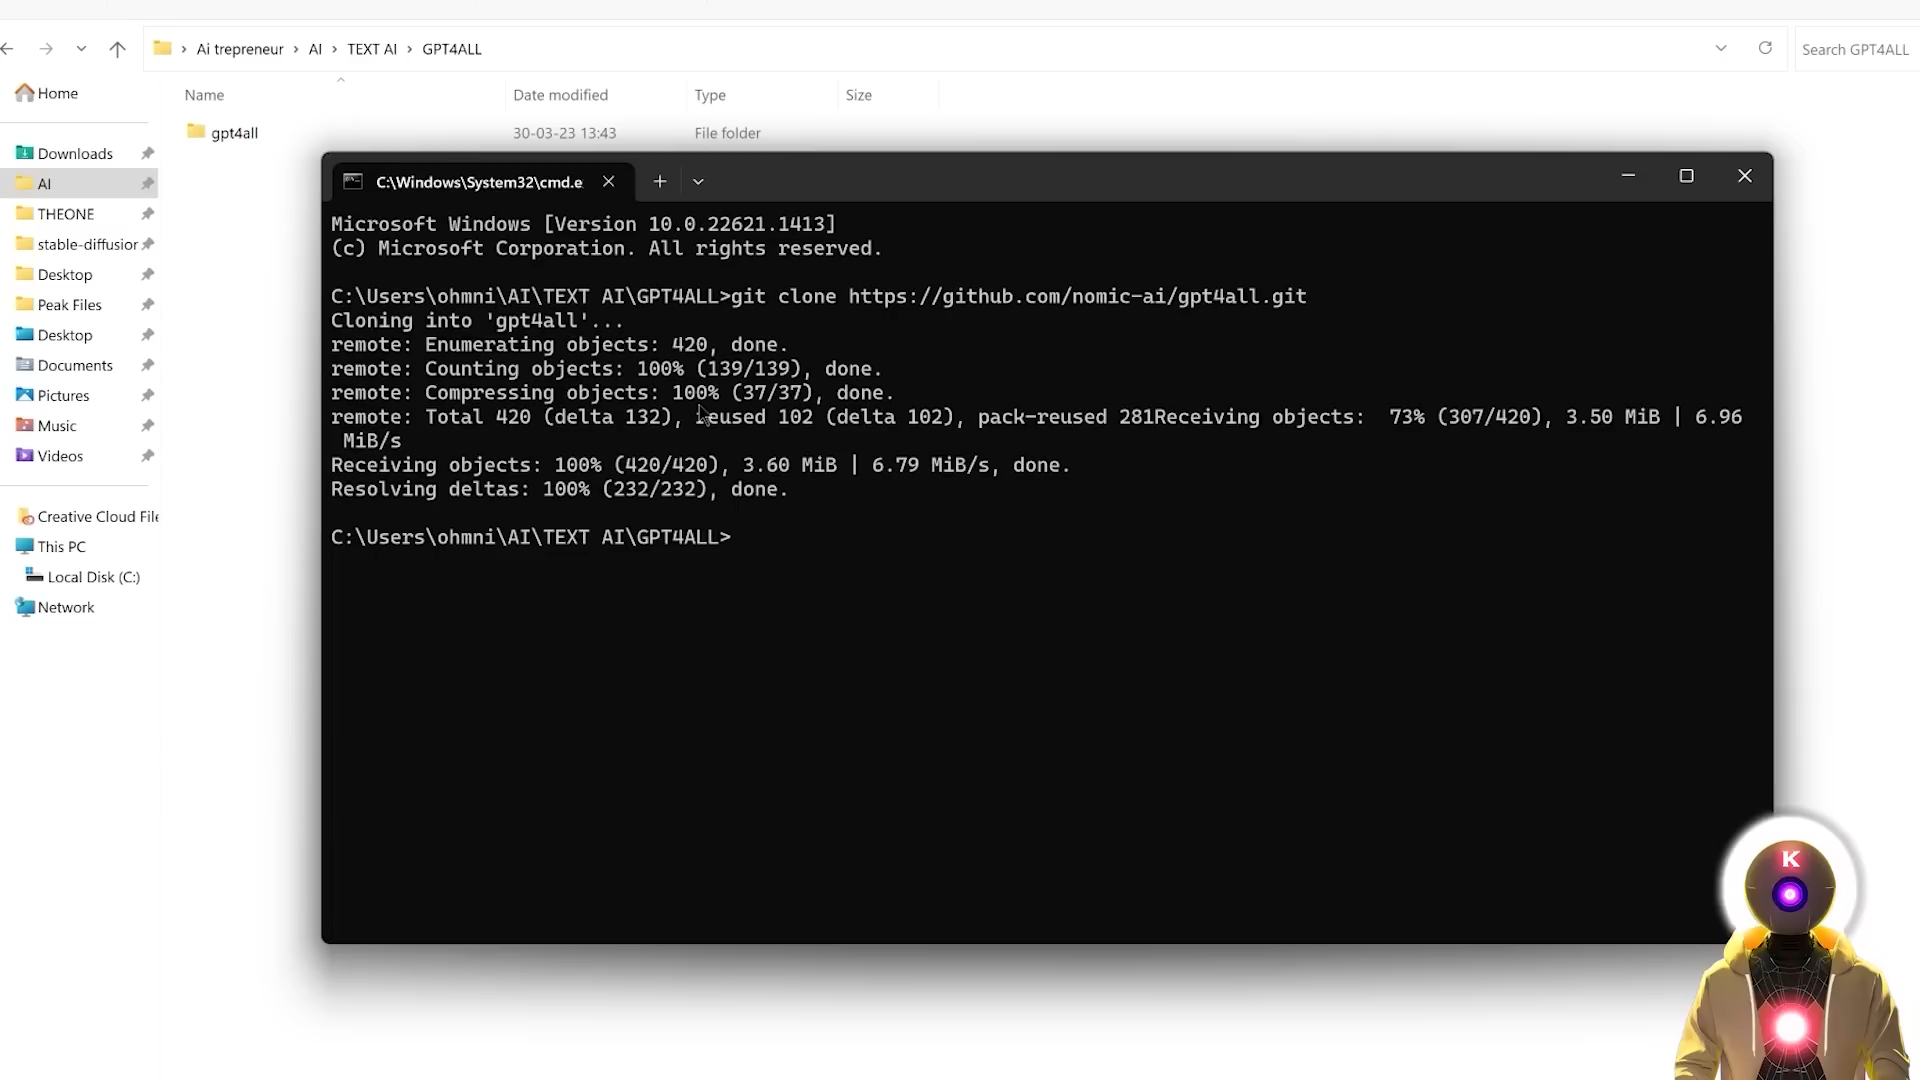 Ai trepreneur › AI › TEXT AI › GPT4ALL
Search GPT4ALL
Home
Downloads
AI
THEONE
stable-diffusior
Desktop
Peak Files
Desktop
Documents
Pictures
Music
Videos
Creative Cloud File
This PC
Local Disk (C:)
Network
Name Date modified Type Size
gpt4all 30-03-23 13:43 File folder
C:\Windows\System32\cmd.e
Microsoft Windows [Version 10.0.22621.1413]
(c) Microsoft Corporation. All rights reserved.
C:\Users\ohmni\AI\TEXT AI\GPT4ALL>git clone https://github.com/nomic-ai/gpt4all.git
Cloning into 'gpt4all'...
remote: Enumerating objects: 420, done.
remote: Counting objects: 100% (139/139), done.
remote: Compressing objects: 100% (37/37), done.
remote: Total 420 (delta 132), reused 102 (delta 102), pack-reused 281Receiving objects:  73% (307/420), 3.50 MiB | 6.96
MiB/s
Receiving objects: 100% (420/420), 3.60 MiB | 6.79 MiB/s, done.
Resolving deltas: 100% (232/232), done.
C:\Users\ohmni\AI\TEXT AI\GPT4ALL>
K